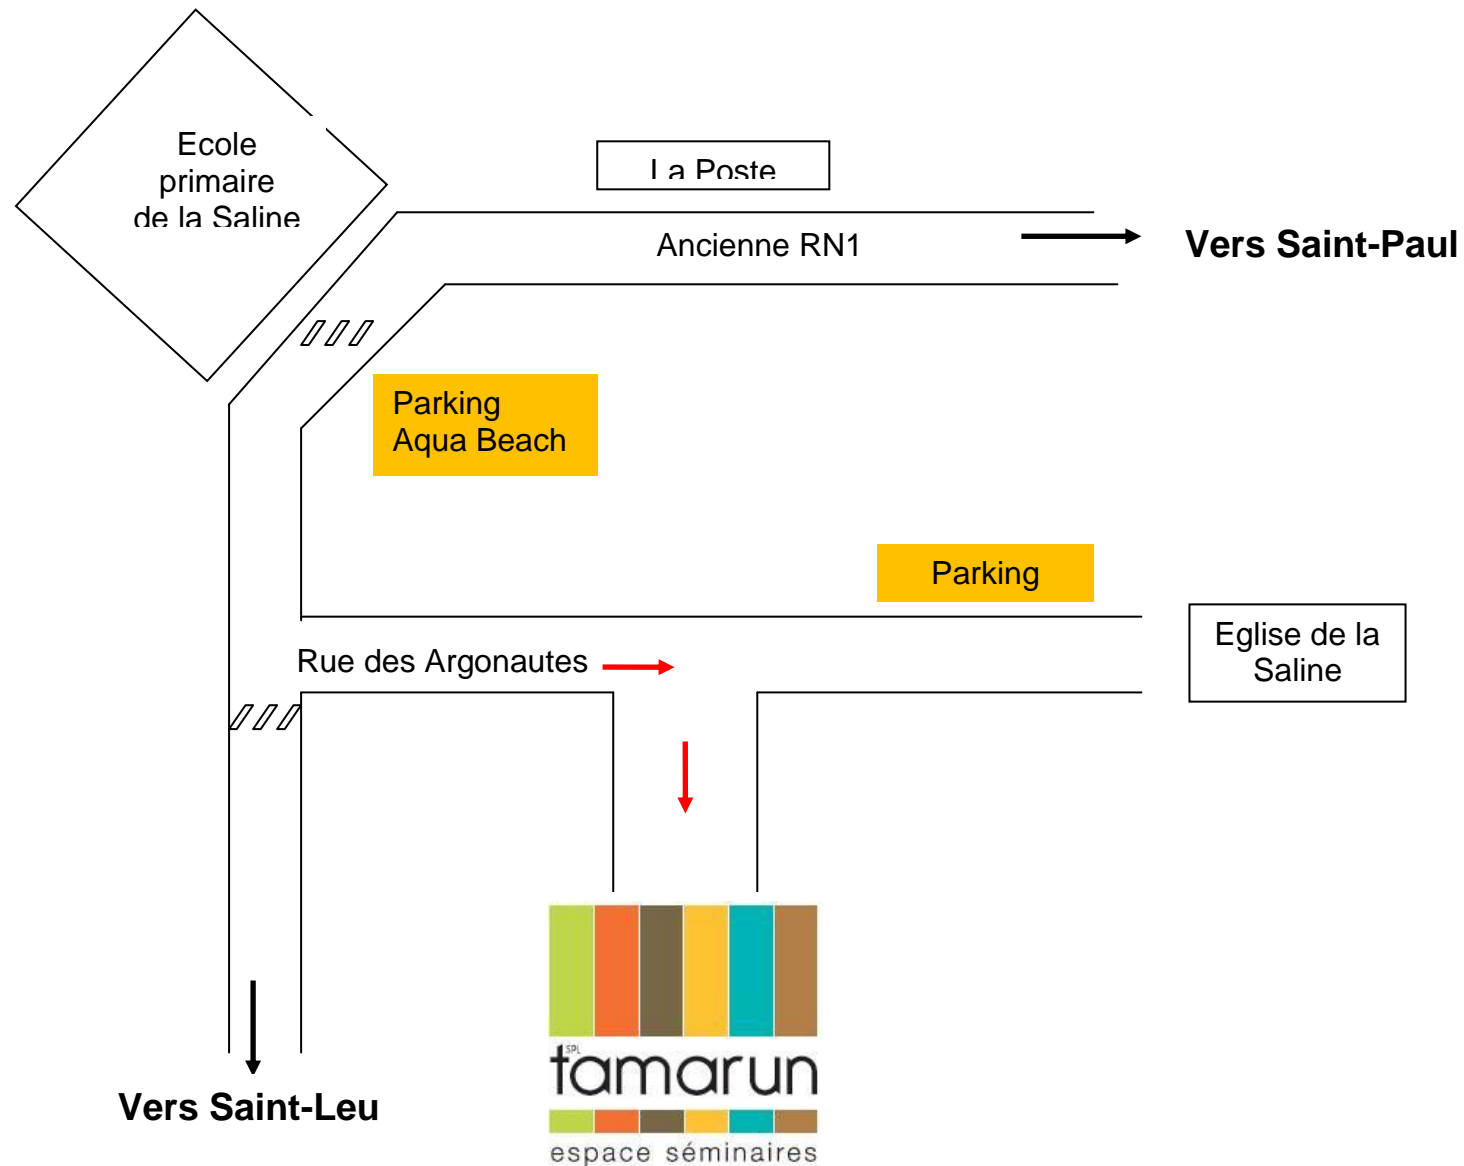 Ecole
primaire
de la Saline
La Poste
Ancienne RN1
Vers Saint-Paul
Parking
Aqua Beach
Parking
Eglise de la
Saline
Rue des Argonautes
SPL
tamarun
espace séminaires
Vers Saint-Leu